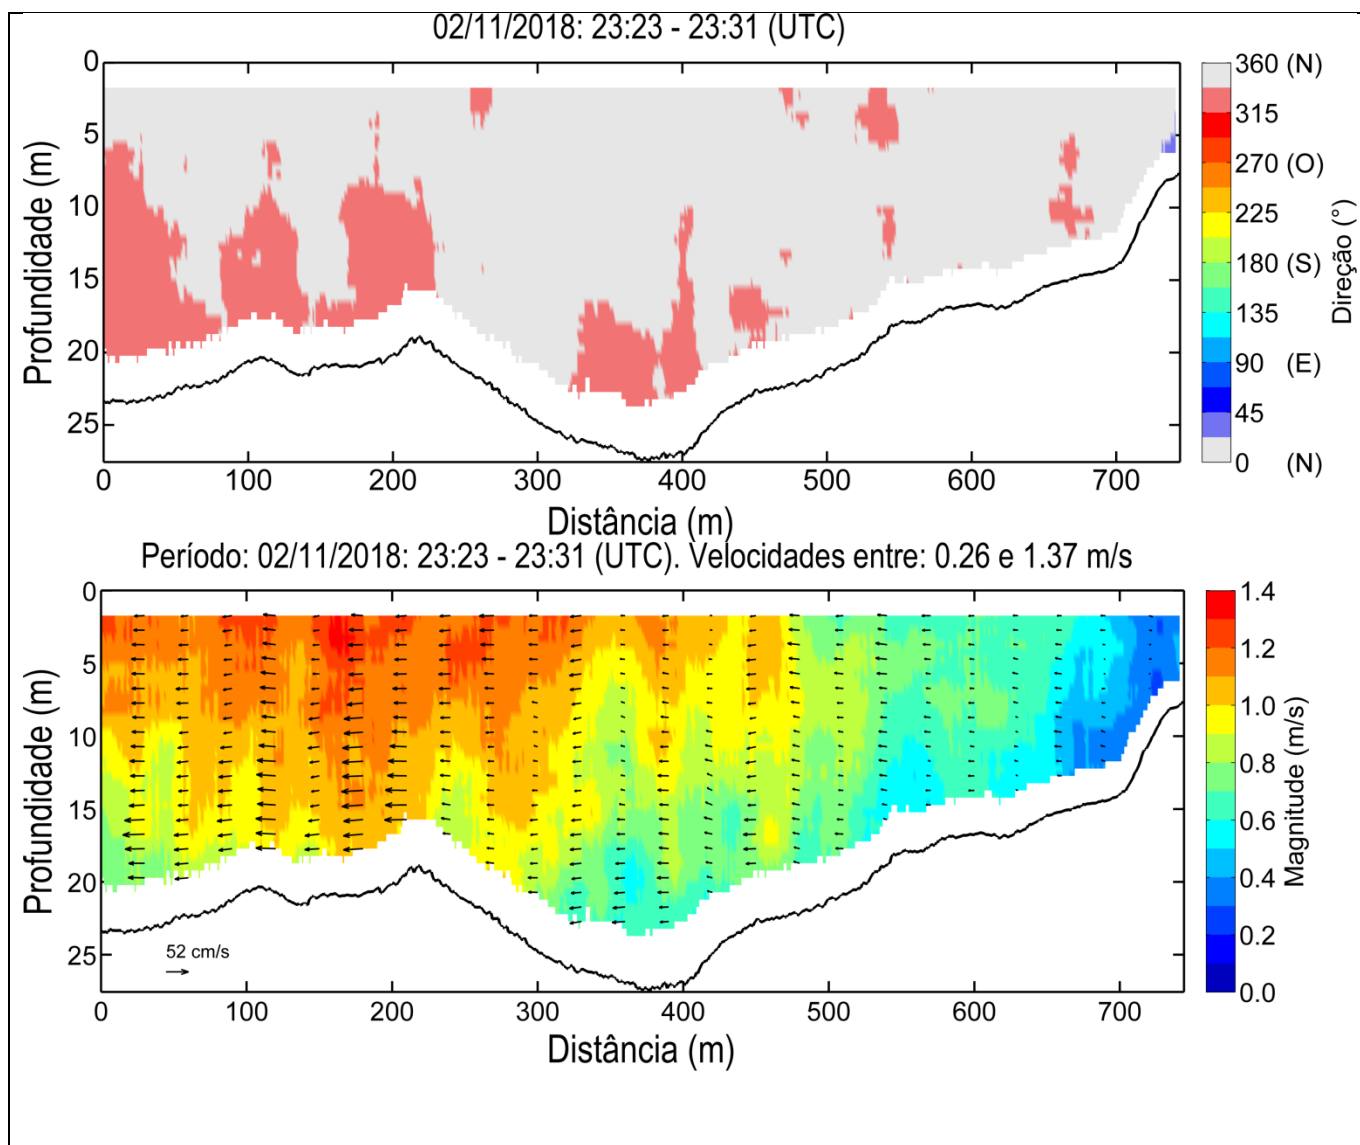 02/11/2018: 23:23 - 23:31 (UTC)
0
5
10
15
20
25
Profundidade (m)
0 100 200 300 400 500 600 700
Distância (m)
360 (N)
315
270 (O)
225
180 (S)
135
90 (E)
45
0 (N)
Direção (°)
Período: 02/11/2018: 23:23 - 23:31 (UTC). Velocidades entre: 0.26 e 1.37 m/s
0
5
10
15
20
25
Profundidade (m)
52 cm/s
0 100 200 300 400 500 600 700
Distância (m)
1.4
1.2
1.0
0.8
0.6
0.4
0.2
0.0
Magnitude (m/s)